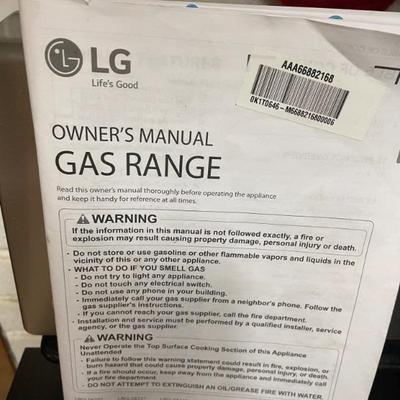 LG
Life's Good
AAA66882168
0K1T0646-M6688216800006
OWNER'S MANUAL
GAS RANGE
Read this owner's manual thoroughly before operating the appliance
and keep it handy for reference at all times.
WARNING
If the information in this manual is not followed exactly, a fire or
explosion may result causing property damage, personal injury or death.
• Do not store or use gasoline or other flammable vapors and liquids in the
vicinity of this or any other appliance.
• WHAT TO DO IF YOU SMELL GAS
- Do not try to light any appliance.
- Do not touch any electrical switch.
- Do not use any phone in your building.
- Immediately call your gas supplier from a neighbor's phone. Follow the
gas supplier's instructions.
- If you cannot reach your gas supplier, call the fire department.
• Installation and service must be performed by a qualified installer, service
agency, or the gas supplier.
WARNING
Never Operate the Top Surface Cooking Section of this Appliance
Unattended
- Failure to follow this warning statement could result in fire, explosion, or
burn hazard that could cause property damage, personal injury, or death.
- If a fire should occur, keep away from the appliance and immediately call
your fire department.
- DO NOT ATTEMPT TO EXTINGUISH AN OIL/GREASE FIRE WITH WATER.